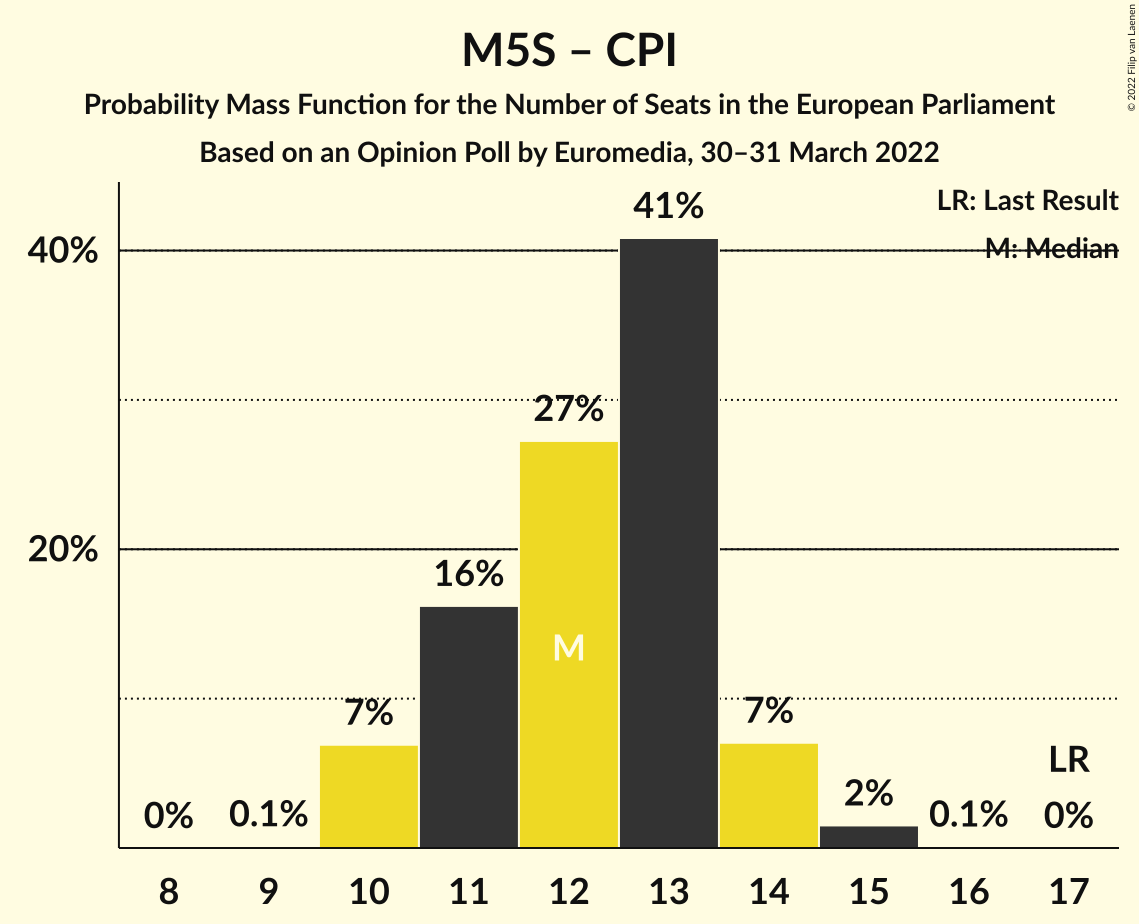 M5S – CPI
Probability Mass Function for the Number of Seats in the European Parliament
Based on an Opinion Poll by Euromedia, 30–31 March 2022
© 2022 Filip van Laenen
LR: Last Result
M: Median
40%
20%
0%
0.1%
7%
16%
27%
M
41%
7%
2%
0.1%
LR
0%
8 9 10 11 12 13 14 15 16 17